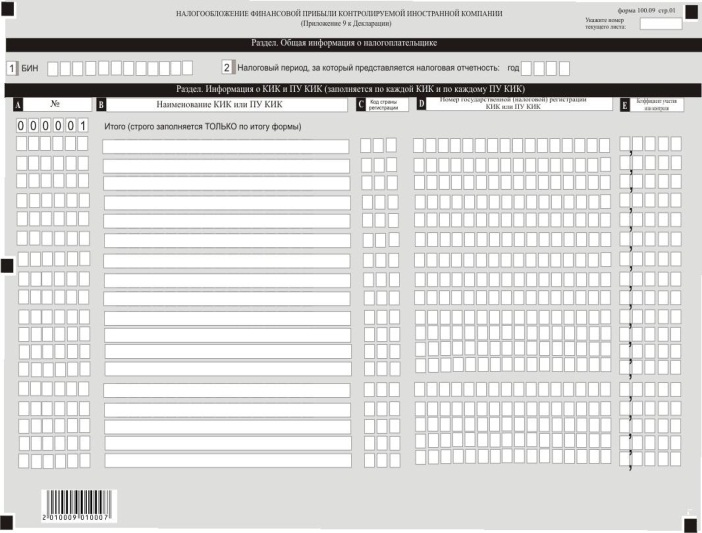 форма 100.09 стр.01
НАЛОГООБЛОЖЕНИЕ ФИНАНСОВОЙ ПРИБЫЛИ КОНТРОЛИРУЕМОЙ ИНОСТРАННОЙ КОМПАНИИ
(Приложение 9 к Декларации)
Укажите номер
текущего листа:
Раздел. Общая информация о налогоплательщике
1 БИН
2 Налоговый период, за который представляется налоговая отчетность: год
Раздел. Информация о КИК и ПУ КИК (заполняется по каждой КИК и по каждому ПУ КИК)
A №
B Наименование КИК или ПУ КИК
C Код страны
регистрации
D Номер государственной (налоговой) регистрации
КИК или ПУ КИК
E Коэффициент участия
или контроля
000001 Итого (строго заполняется ТОЛЬКО по итогу формы)
2010009010007